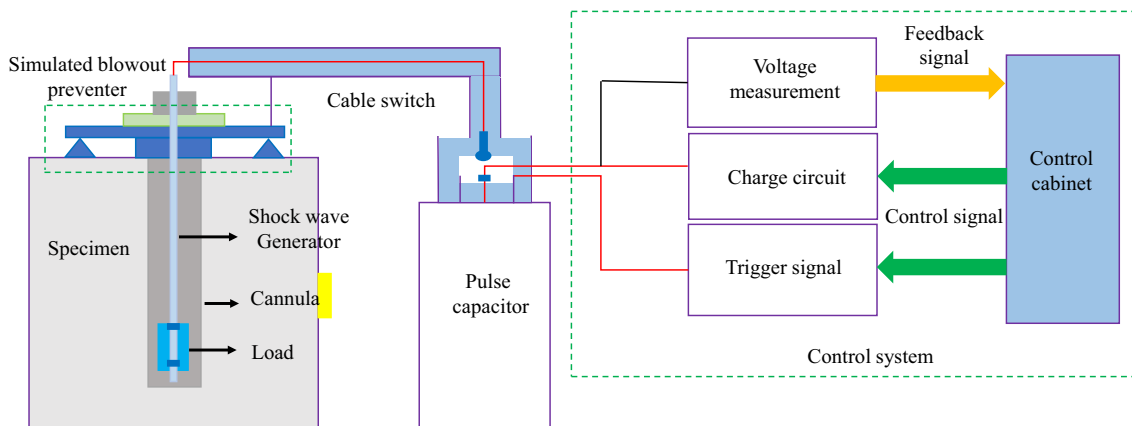 Simulated blowout
preventer
Cable switch
Shock wave
Generator
Specimen
Cannula
Load
Pulse
capacitor
Voltage
measurement
Feedback
signal
Charge circuit
Control signal
Trigger signal
Control
cabinet
Control system